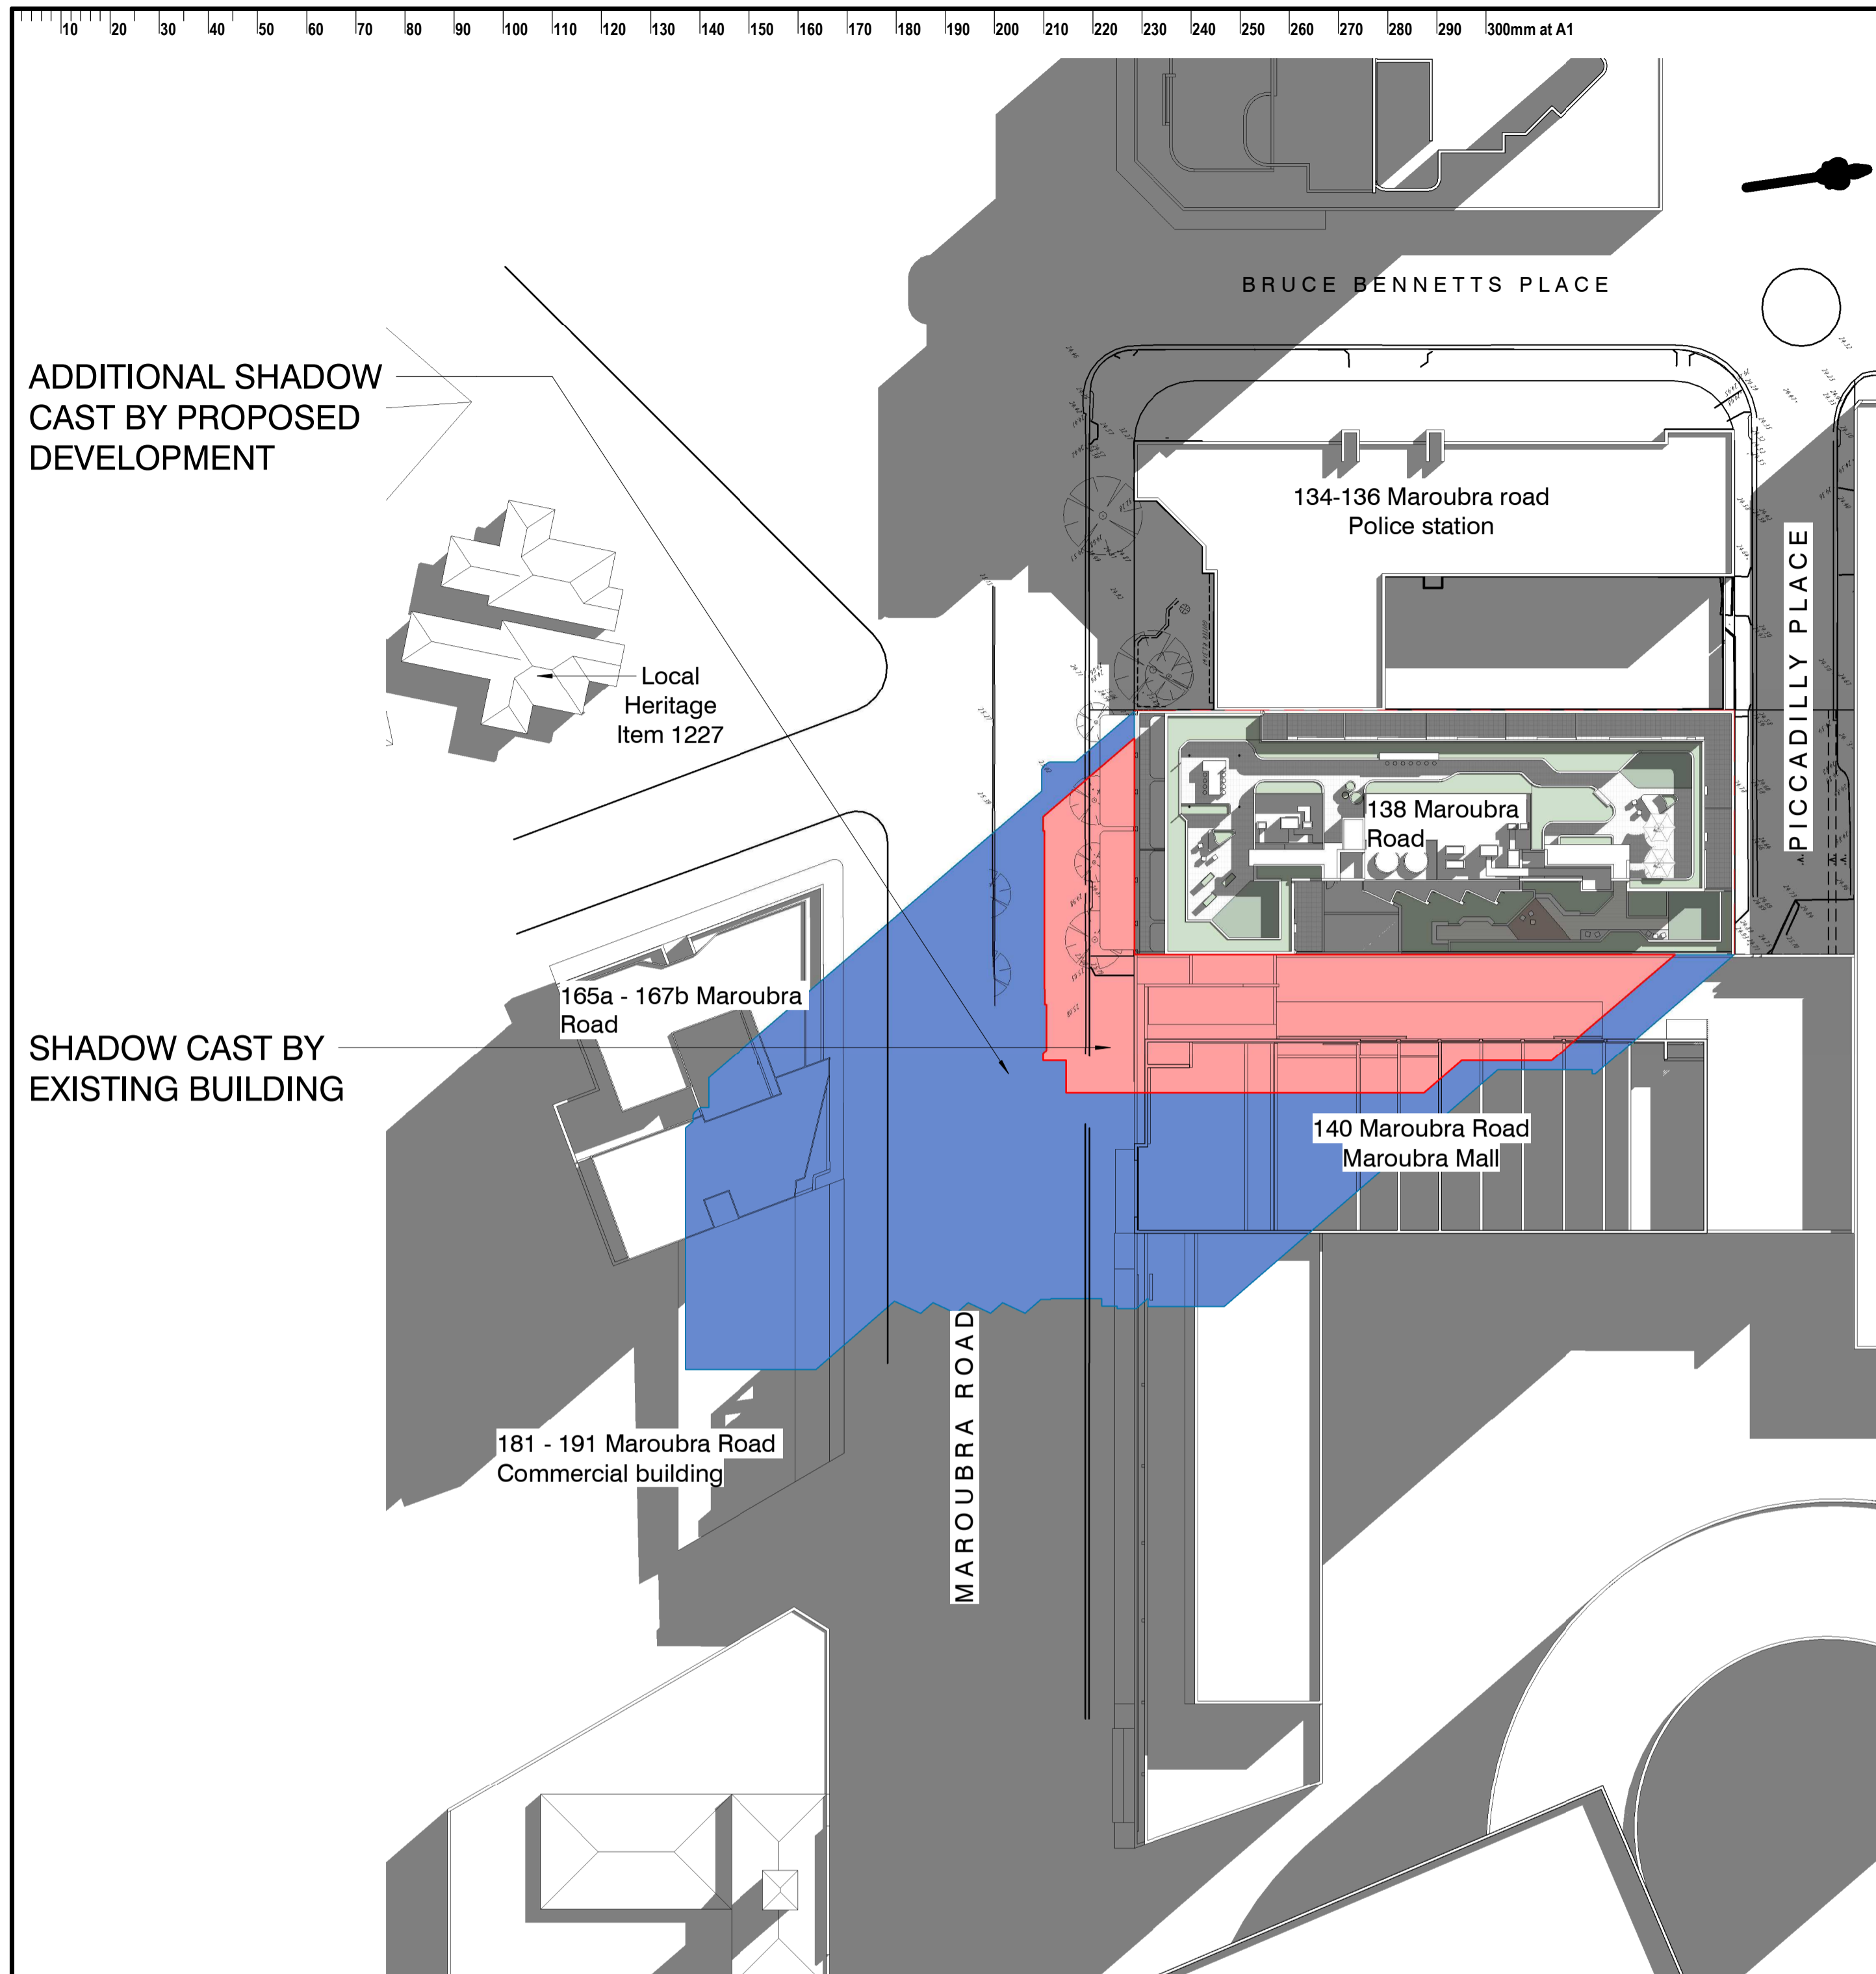 10 20 30 40 50 60 70 80 90 100 110 120 130 140 150 160 170 180 190 200 210 220 230 240 250 260 270 280 290 300mm at A1
BRUCE BENNETTS PLACE
ADDITIONAL SHADOW
CAST BY PROPOSED
DEVELOPMENT
134-136 Maroubra road
Police station
PICCADILLY PLACE
Local
Heritage
Item 1227
138 Maroubra
Road
165a - 167b Maroubra
Road
SHADOW CAST BY
EXISTING BUILDING
140 Maroubra Road
Maroubra Mall
MAROUBRA ROAD
181 - 191 Maroubra Road
Commercial building